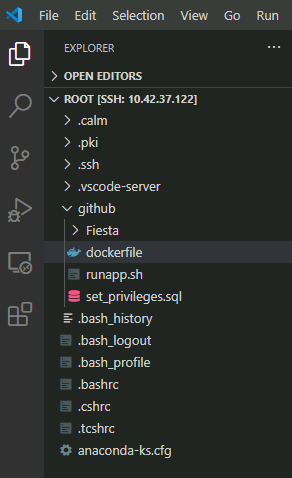 File Edit Selection View Go Run
EXPLORER ...
OPEN EDITORS
ROOT [SSH: 10.42.37.122]
.calm
.pki
.ssh
.vscode-server
github
Fiesta
dockerfile
runapp.sh
set_privileges.sql
.bash_history
.bash_logout
.bash_profile
.bashrc
.cshrc
.tcshrc
anaconda-ks.cfg